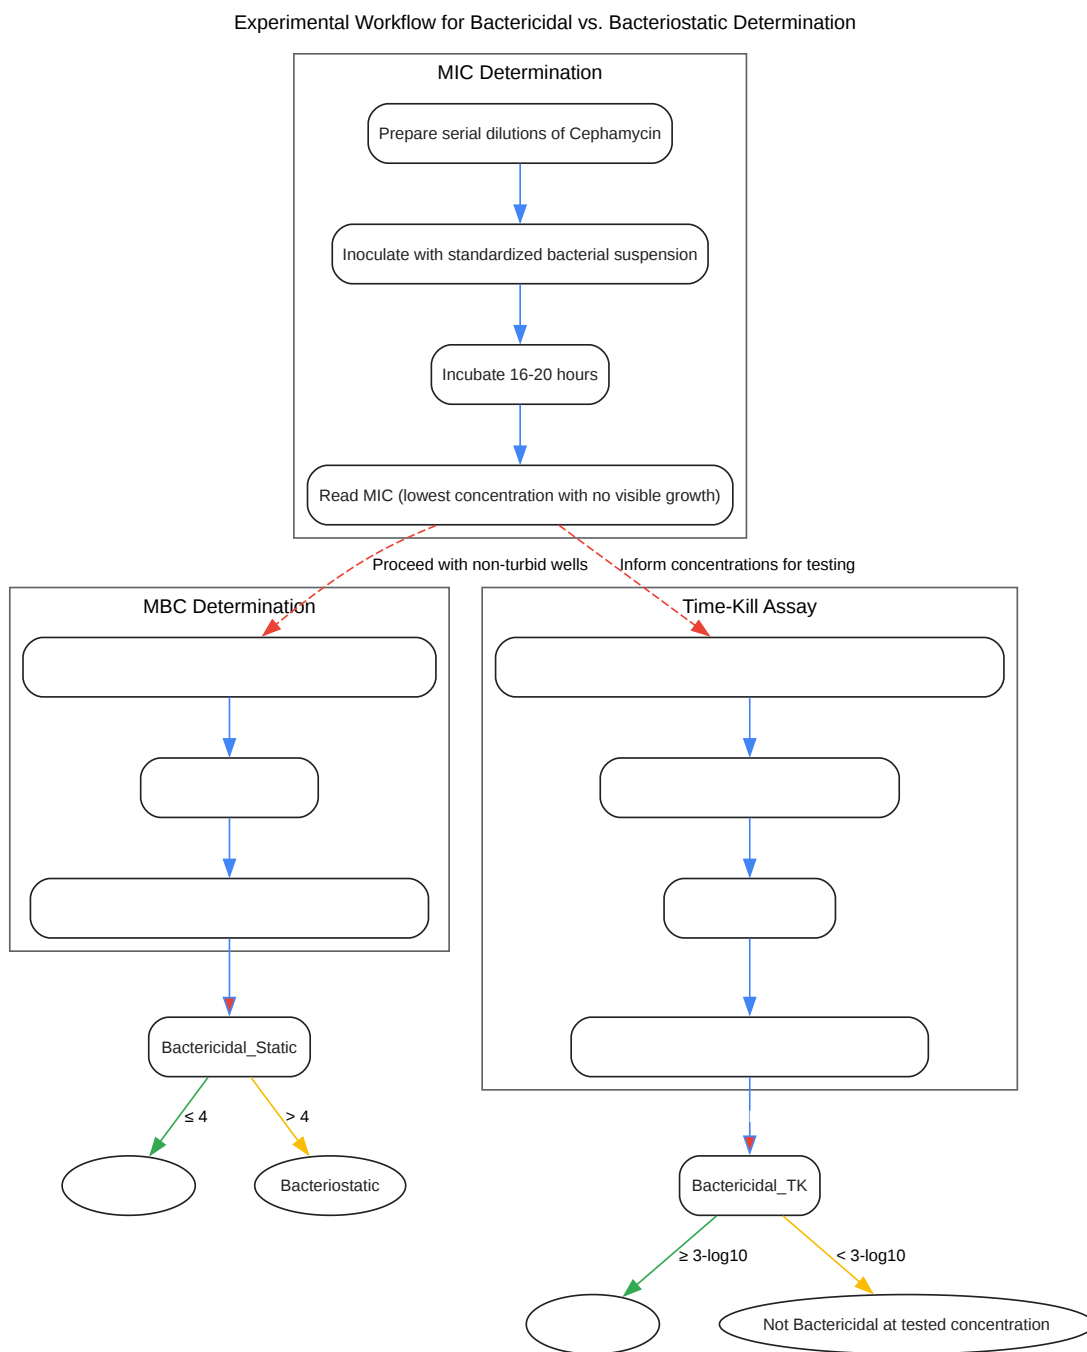 Experimental Workflow for Bactericidal vs. Bacteriostatic Determination
MIC Determination
Prepare serial dilutions of Cephamycin
Inoculate with standardized bacterial suspension
Incubate 16-20 hours
Read MIC (lowest concentration with no visible growth)
Proceed with non-turbid wells
Inform concentrations for testing
MBC Determination
Time-Kill Assay
Bactericidal_Static
≤ 4
> 4
Bacteriostatic
Bactericidal_TK
≥ 3-log10
< 3-log10
Not Bactericidal at tested concentration